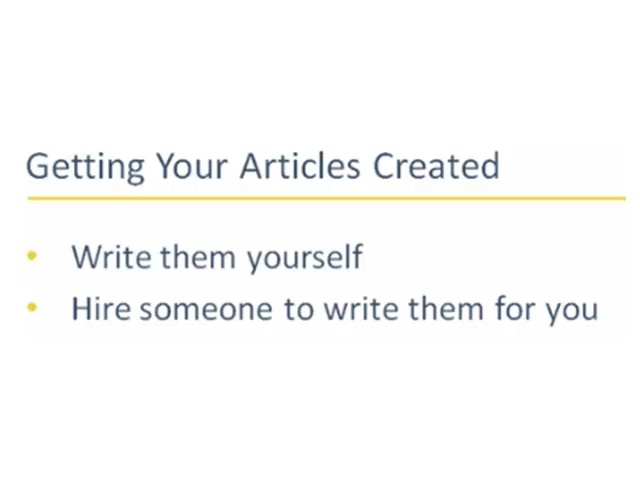 Getting Your Articles Created
• Write them yourself
• Hire someone to write them for you